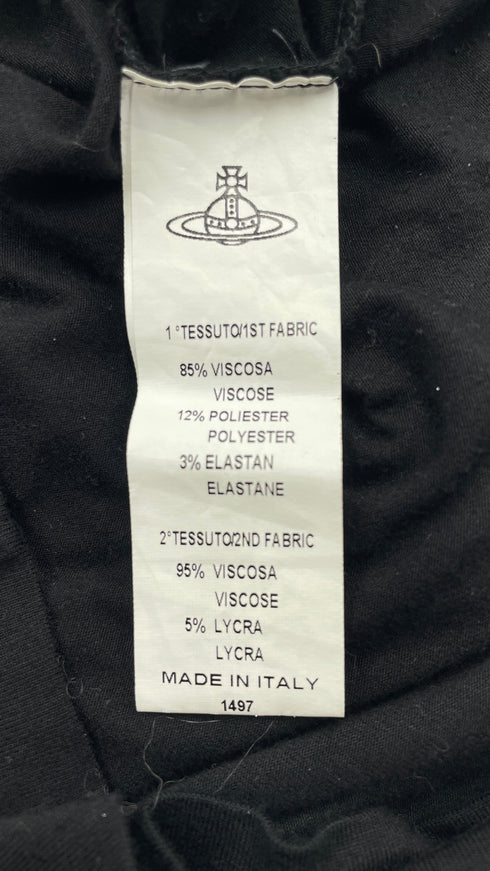 1°TESSUTO/1ST FABRIC
85% VISCOSA
VISCOSE
12% POLIESTER
POLYESTER
3% ELASTAN
ELASTANE
2°TESSUTO/2ND FABRIC
95% VISCOSA
VISCOSE
5% LYCRA
LYCRA
MADE IN ITALY
1497